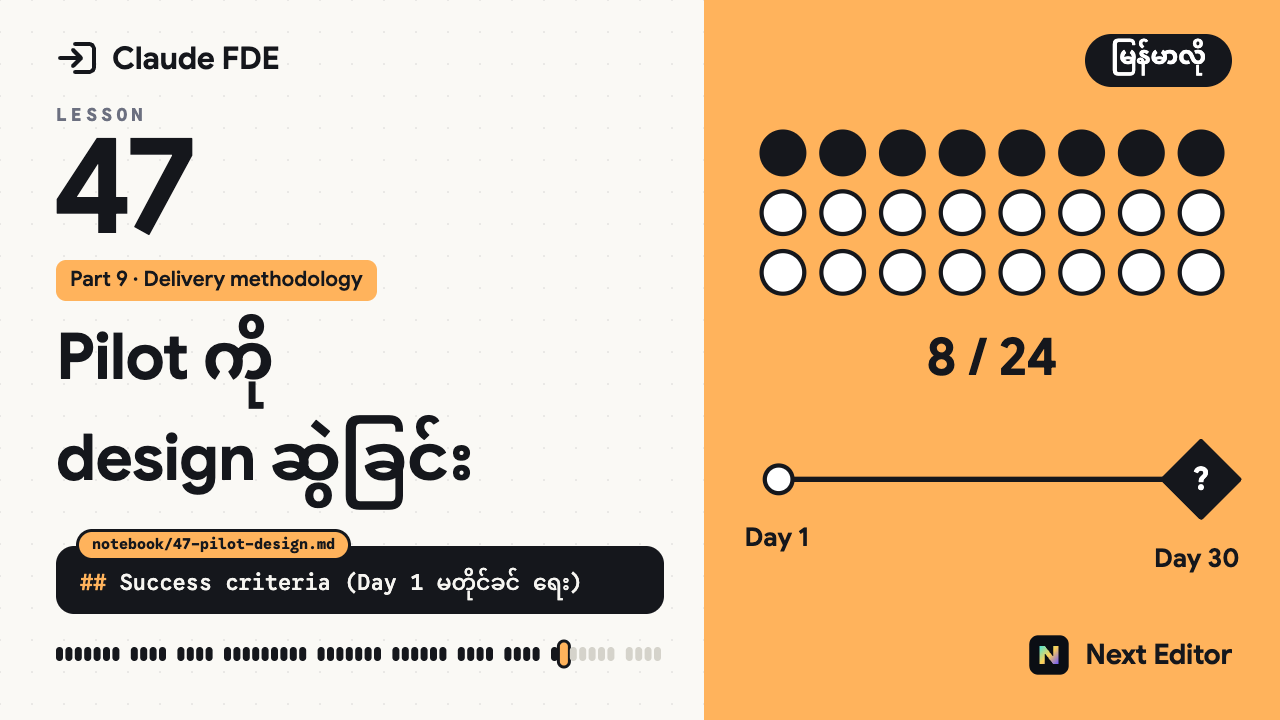 Claude FDE
LESSON
47
Part 9 · Delivery methodology
Pilot ကို
design ဆွဲခြင်း
notebook/47-pilot-design.md
## Success criteria (Day 1 မတိုင်ခင် ရေး)
မြန်မာလို
8 / 24
?
Day 1
Day 30
N
Next Editor